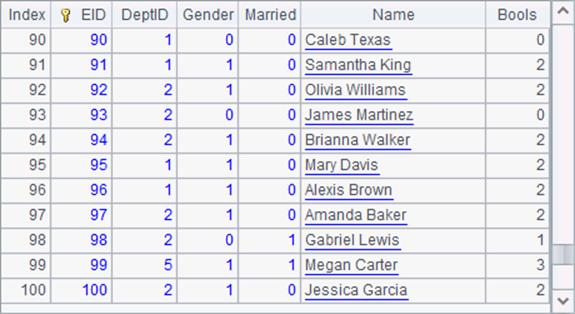 Index EID DeptID Gender Married Name Bools
90 90 1 0 0 Caleb Texas 0
91 91 1 1 0 Samantha King 2
92 92 2 1 0 Olivia Williams 2
93 93 2 0 0 James Martinez 0
94 94 2 1 0 Brianna Walker 2
95 95 1 1 0 Mary Davis 2
96 96 1 1 0 Alexis Brown 2
97 97 2 1 0 Amanda Baker 2
98 98 2 0 1 Gabriel Lewis 1
99 99 5 1 1 Megan Carter 3
100 100 2 1 0 Jessica Garcia 2